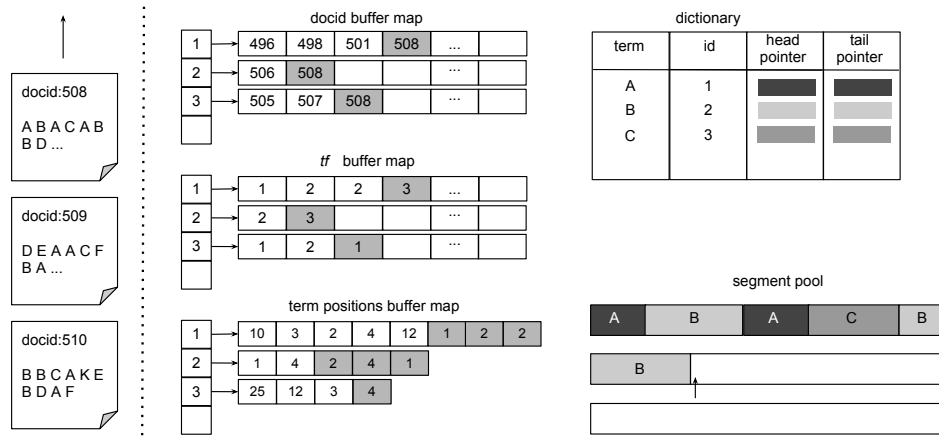 docid:508
A B A C A B
B D ...
docid:509
D E A A C F
B A ...
docid:510
B B C A K E
B D A F
docid buffer map
1 496 498 501 508 ...
2 506 508 ...
3 505 507 508 ...
tf buffer map
1 1 2 2 3 ...
2 2 3 ...
3 1 2 1 ...
term positions buffer map
1 10 3 2 4 12 1 2 2
2 1 4 2 4 1
3 25 12 3 4
dictionary
term id head pointer tail pointer
A 1
B 2
C 3
segment pool
A B A C B
B